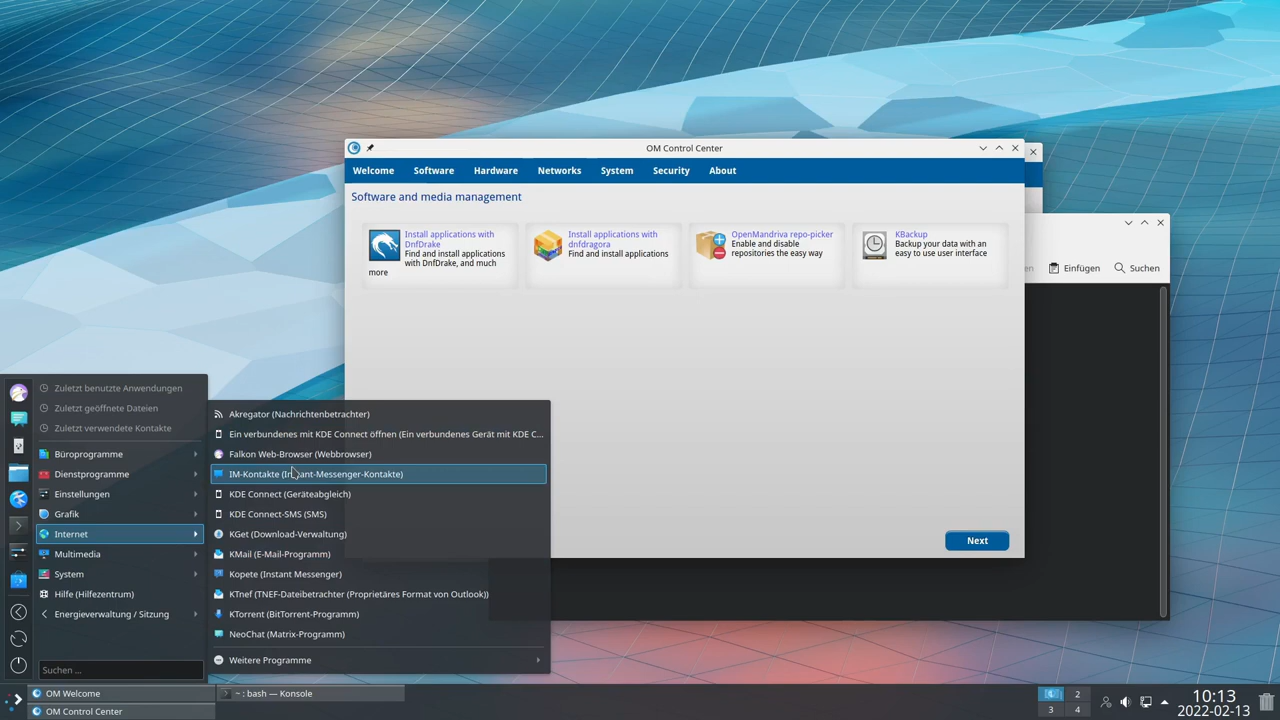 OM Control Center
Welcome Software Hardware Networks System Security About
Software and media management
Install applications with
DnfDrake
Find and install applications
with DnfDrake, and much
more
Install applications with
dnfdragora
Find and install applications
OpenMandriva repo-picker
Enable and disable
repositories the easy way
KBackup
Backup your data with an
easy to use user interface
Next
en Einfügen Suchen
Zuletzt benutzte Anwendungen
Zuletzt geöffnete Dateien
Zuletzt verwendete Kontakte
Büroprogramme
Dienstprogramme
Einstellungen
Grafik
Internet
Multimedia
System
Hilfe (Hilfezentrum)
Energieverwaltung / Sitzung
Suchen ...
Akregator (Nachrichtenbetrachter)
Ein verbundenes mit KDE Connect öffnen (Ein verbundenes Gerät mit KDE C...
Falkon Web-Browser (Webbrowser)
IM-Kontakte (Instant-Messenger-Kontakte)
KDE Connect (Geräteabgleich)
KDE Connect-SMS (SMS)
KGet (Download-Verwaltung)
KMail (E-Mail-Programm)
Kopete (Instant Messenger)
KTnef (TNEF-Dateibetrachter (Proprietäres Format von Outlook))
KTorrent (BitTorrent-Programm)
NeoChat (Matrix-Programm)
Weitere Programme
OM Welcome
OM Control Center
~ : bash — Konsole
2
3 4
10:13
2022-02-13